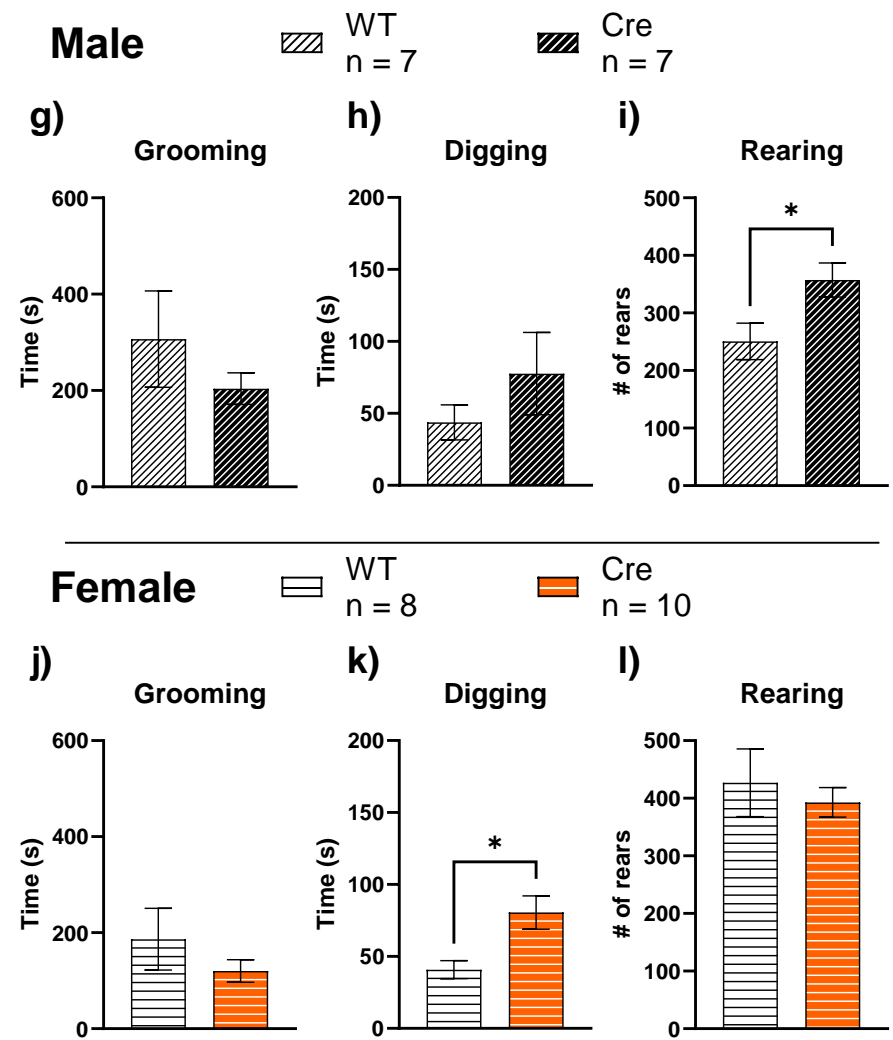 Male
WT
n = 7
Cre
n = 7
g)
Grooming
600
400
200
0
Time (s)
h)
Digging
200
150
100
50
0
Time (s)
i)
Rearing
500
400
300
200
100
0
# of rears
*
Female
WT
n = 8
Cre
n = 10
j)
Grooming
600
400
200
0
Time (s)
k)
Digging
200
150
100
50
0
Time (s)
*
l)
Rearing
500
400
300
200
100
0
# of rears